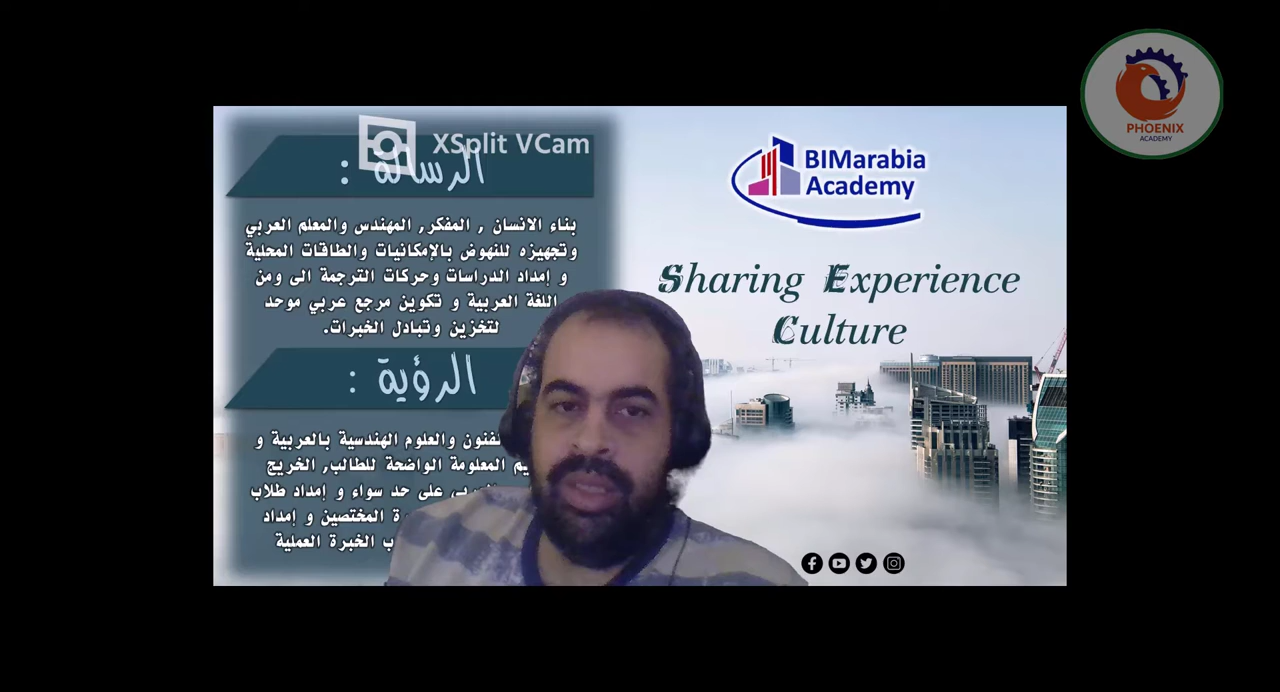 PHOENIX
ACADEMY
XSplit VCam
الرسالة :
بناء الانسان , المفكر, المهندس والمعلم العربي
وتجهيزه للنهوض بالإمكانيات والطاقات المحلية
و إمداد الدراسات وحركات الترجمة الى ومن
اللغة العربية و تكوين مرجع عربي موحد
لتخزين وتبادل الخبرات.
الرؤية :
والعلوم الهندسية بالعربية و
المعلومة الواضحة للطالب, الخريج
على حد سواء و إمداد طلاب
المختصين و إمداد
الخبرة العملية
BIMarabia
Academy
Sharing Experience
Culture